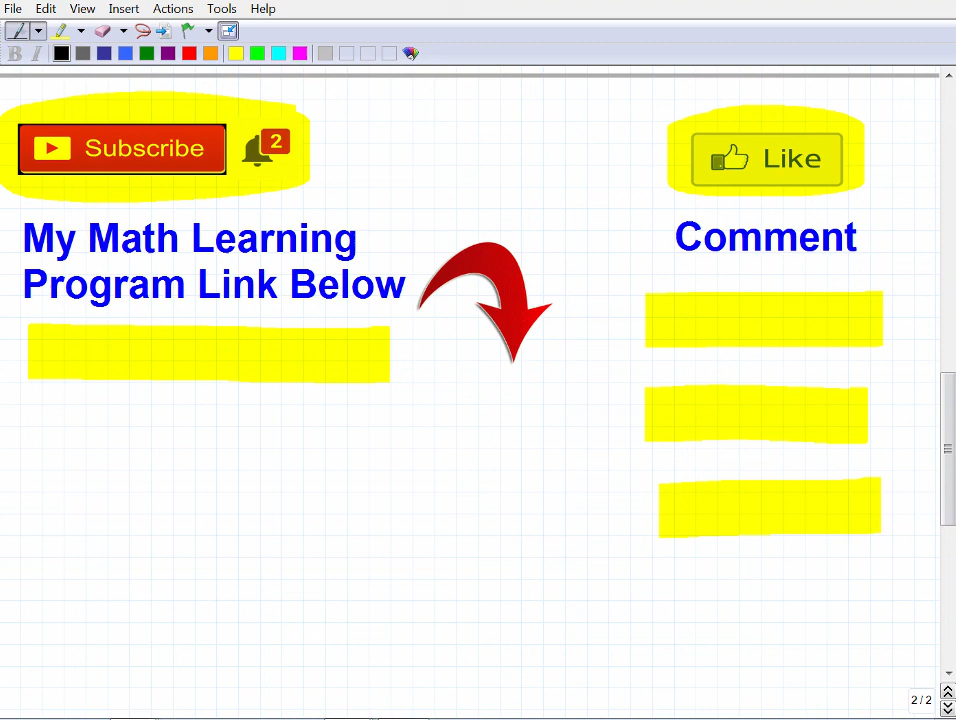 File Edit View Insert Actions Tools Help
B I
Subscribe 2
Like
My Math Learning
Program Link Below
Comment
2 / 2